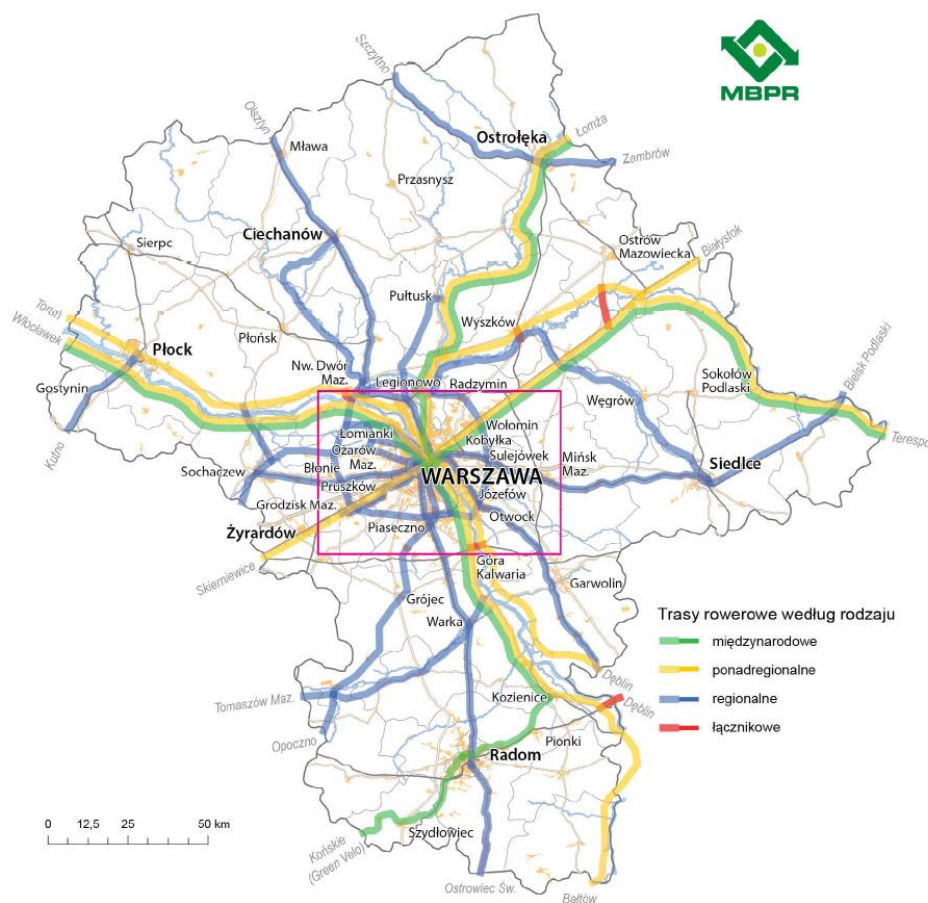 MBPR
Szczytno
Olsztyn
Mława
Ostrołęka
Łomża
Zambrów
Przasnysz
Ciechanów
Sierpc
Ostrów
Mazowiecka
Białystok
Pułtusk
Toruń
Włocławek
Płońsk
Wyszków
Płock
Nw. Dwór
Maz.
Legionowo
Radzymin
Gostynin
Kutno
Sokołów
Podlaski
Bielsk Podlaski
Węgrów
Terespol
Łomianki
Wołomin
Kobyłka
Ożarów
Maz.
Sulejówek
Mińsk
Maz.
Sochaczew
Błonie
WARSZAWA
Siedlce
Pruszków
Grodzisk Maz.
Józefów
Otwock
Żyrardów
Piaseczno
Skierniewice
Góra
Kalwaria
Garwolin
Grójec
Warka
Trasy rowerowe według rodzaju
międzynarodowe
ponadregionalne
regionalne
łącznikowe
Dęblin
Dęblin
Tomaszów Maz.
Kozienice
Opoczno
Pionki
Radom
0 12,5 25 50 km
Szydłowiec
Końskie
(Green Velo)
Ostrowiec Św.
Bałtów